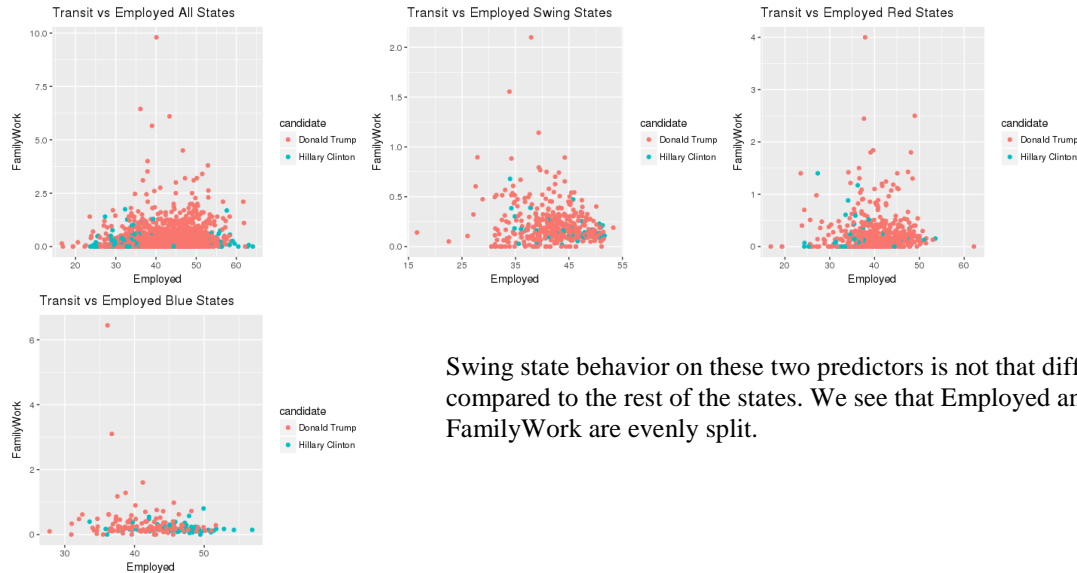 Transit vs Employed All States
10.0
7.5
5.0
2.5
0.0
FamilyWork
20 30 40 50 60
Employed
candidate
Donald Trump
Hillary Clinton
Transit vs Employed Swing States
2.0
1.5
1.0
0.5
0.0
FamilyWork
15 25 35 45 55
Employed
candidate
Donald Trump
Hillary Clinton
Transit vs Employed Red States
4
3
2
1
0
FamilyWork
20 30 40 50 60
Employed
candidate
Donald Trump
Hillary Clinton
Transit vs Employed Blue States
6
4
2
0
FamilyWork
30 40 50
Employed
candidate
Donald Trump
Hillary Clinton
Swing state behavior on these two predictors is not that diff
compared to the rest of the states. We see that Employed an
FamilyWork are evenly split.